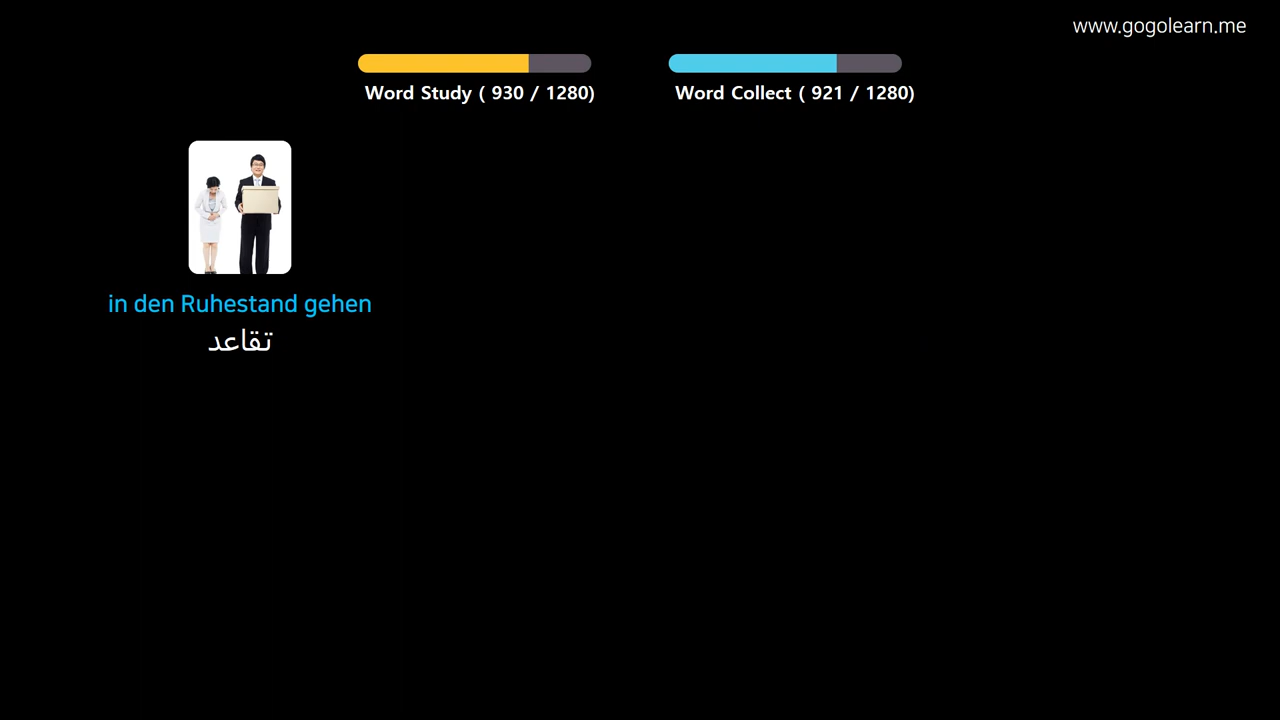 www.gogolearn.me
Word Study ( 930 / 1280)
Word Collect ( 921 / 1280)
in den Ruhestand gehen
تقاعد